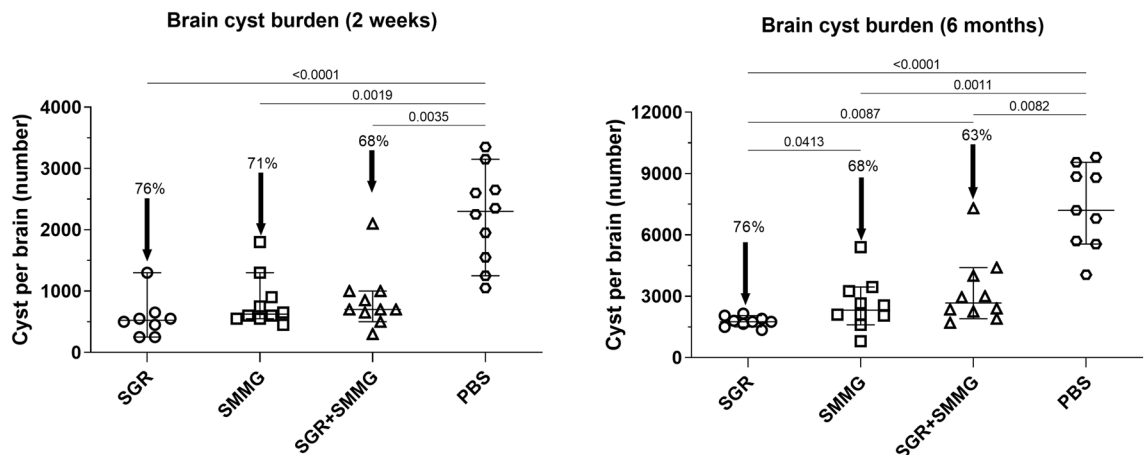 Brain cyst burden (2 weeks)
<0.0001
0.0019
0.0035
76%
71%
68%
Cyst per brain (number)
4000
3000
2000
1000
0
SGR
SMMG
SGR+SMMG
PBS
Brain cyst burden (6 months)
<0.0001
0.0011
0.0087
0.0082
0.0413
76%
68%
63%
Cyst per brain (number)
12000
9000
6000
3000
0
SGR
SMMG
SGR+SMMG
PBS